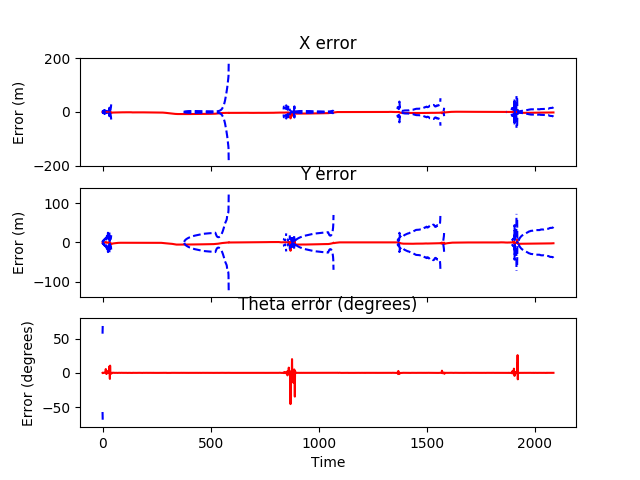 X error
Error (m)
200
0
−200
Y error
Error (m)
100
0
−100
Theta error (degrees)
Error (degrees)
50
0
−50
0 500 1000 1500 2000
Time